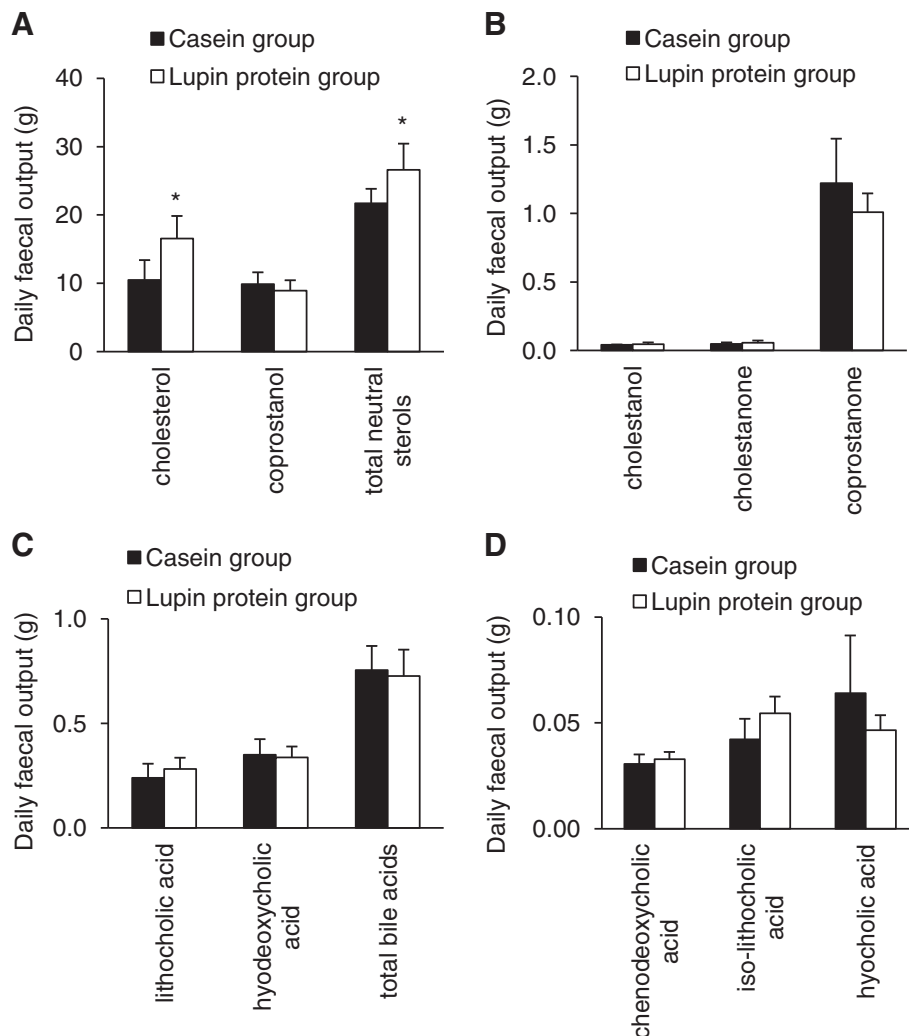 A
Casein group
Lupin protein group
Daily faecal output (g)
40
30
20
10
0
*
*
cholesterol
coprostanol
total neutral
sterols
B
Casein group
Lupin protein group
Daily faecal output (g)
2.0
1.5
1.0
0.5
0.0
cholestanol
cholestanone
coprostanone
C
Casein group
Lupin protein group
Daily faecal output (g)
1.0
0.5
0.0
lithocholic acid
hyodeoxycholic
acid
total bile acids
D
Casein group
Lupin protein group
Daily faecal output (g)
0.10
0.05
0.00
chenodeoxycholic
acid
iso-lithocholic
acid
hyocholic acid